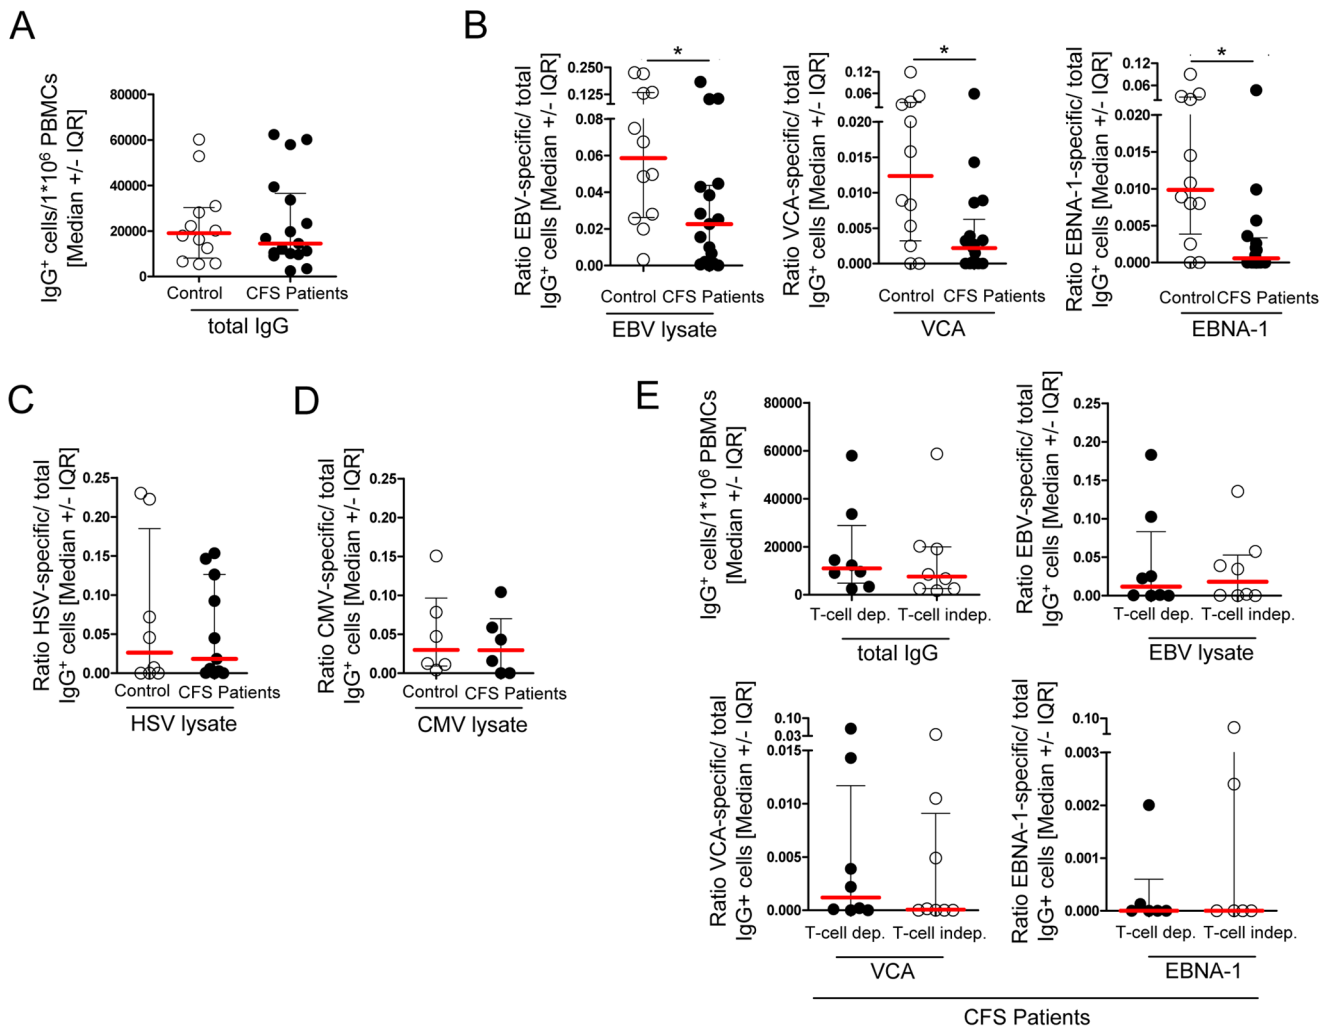 A
IgG⁺ cells/1*10⁶ PBMCs
[Median +/- IQR]
80000
60000
40000
20000
0
Control
CFS Patients
total IgG
B
Ratio EBV-specific/ total
IgG⁺ cells [Median +/- IQR]
0.250
0.125
0.08
0.06
0.04
0.02
0.00
*
Control
CFS Patients
EBV lysate
Ratio VCA-specific/ total
IgG⁺ cells [Median +/- IQR]
0.12
0.06
0.020
0.015
0.010
0.005
0.000
*
Control
CFS Patients
VCA
Ratio EBNA-1-specific/ total
IgG⁺ cells [Median +/- IQR]
0.12
0.06
0.020
0.010
0.005
0.000
*
Control
CFS Patients
EBNA-1
C
Ratio HSV-specific/ total
IgG⁺ cells [Median +/- IQR]
0.25
0.20
0.15
0.10
0.05
0.00
Control
CFS Patients
HSV lysate
D
Ratio CMV-specific/ total
IgG⁺ cells [Median +/- IQR]
0.25
0.20
0.15
0.10
0.05
0.00
Control
CFS Patients
CMV lysate
E
IgG⁺ cells/1*10⁶ PBMCs
[Median +/- IQR]
80000
60000
40000
20000
0
T-cell dep.
T-cell indep.
total IgG
Ratio EBV-specific/ total
IgG⁺ cells [Median +/- IQR]
0.25
0.20
0.15
0.10
0.05
0.00
T-cell dep.
T-cell indep.
EBV lysate
Ratio VCA-specific/ total
IgG+ cells [Median +/- IQR]
0.10
0.03
0.015
0.010
0.005
0.000
T-cell dep.
T-cell indep.
VCA
Ratio EBNA-1-specific/ total
IgG+ cells [Median +/- IQR]
0.10
0.003
0.002
0.001
0.000
T-cell dep.
T-cell indep.
EBNA-1
CFS Patients